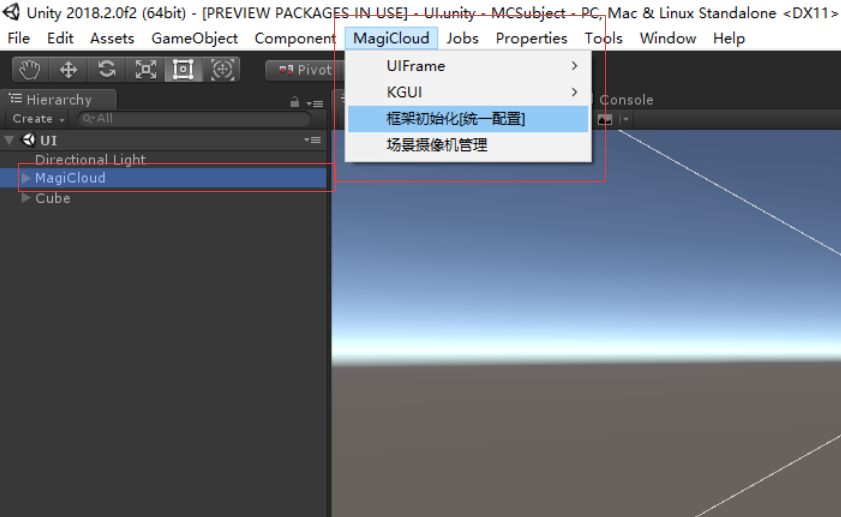 Unity 2018.2.0f2 (64bit) - [PREVIEW PACKAGES IN USE] - UI.unity - MCSubject - PC, Mac & Linux Standalone <DX11>
File Edit Assets GameObject Component MagiCloud Jobs Properties Tools Window Help
Pivot
UIFrame
KGUI
框架初始化[统一配置]
场景摄像机管理
Hierarchy
Console
Create All
UI
Directional Light
MagiCloud
Cube